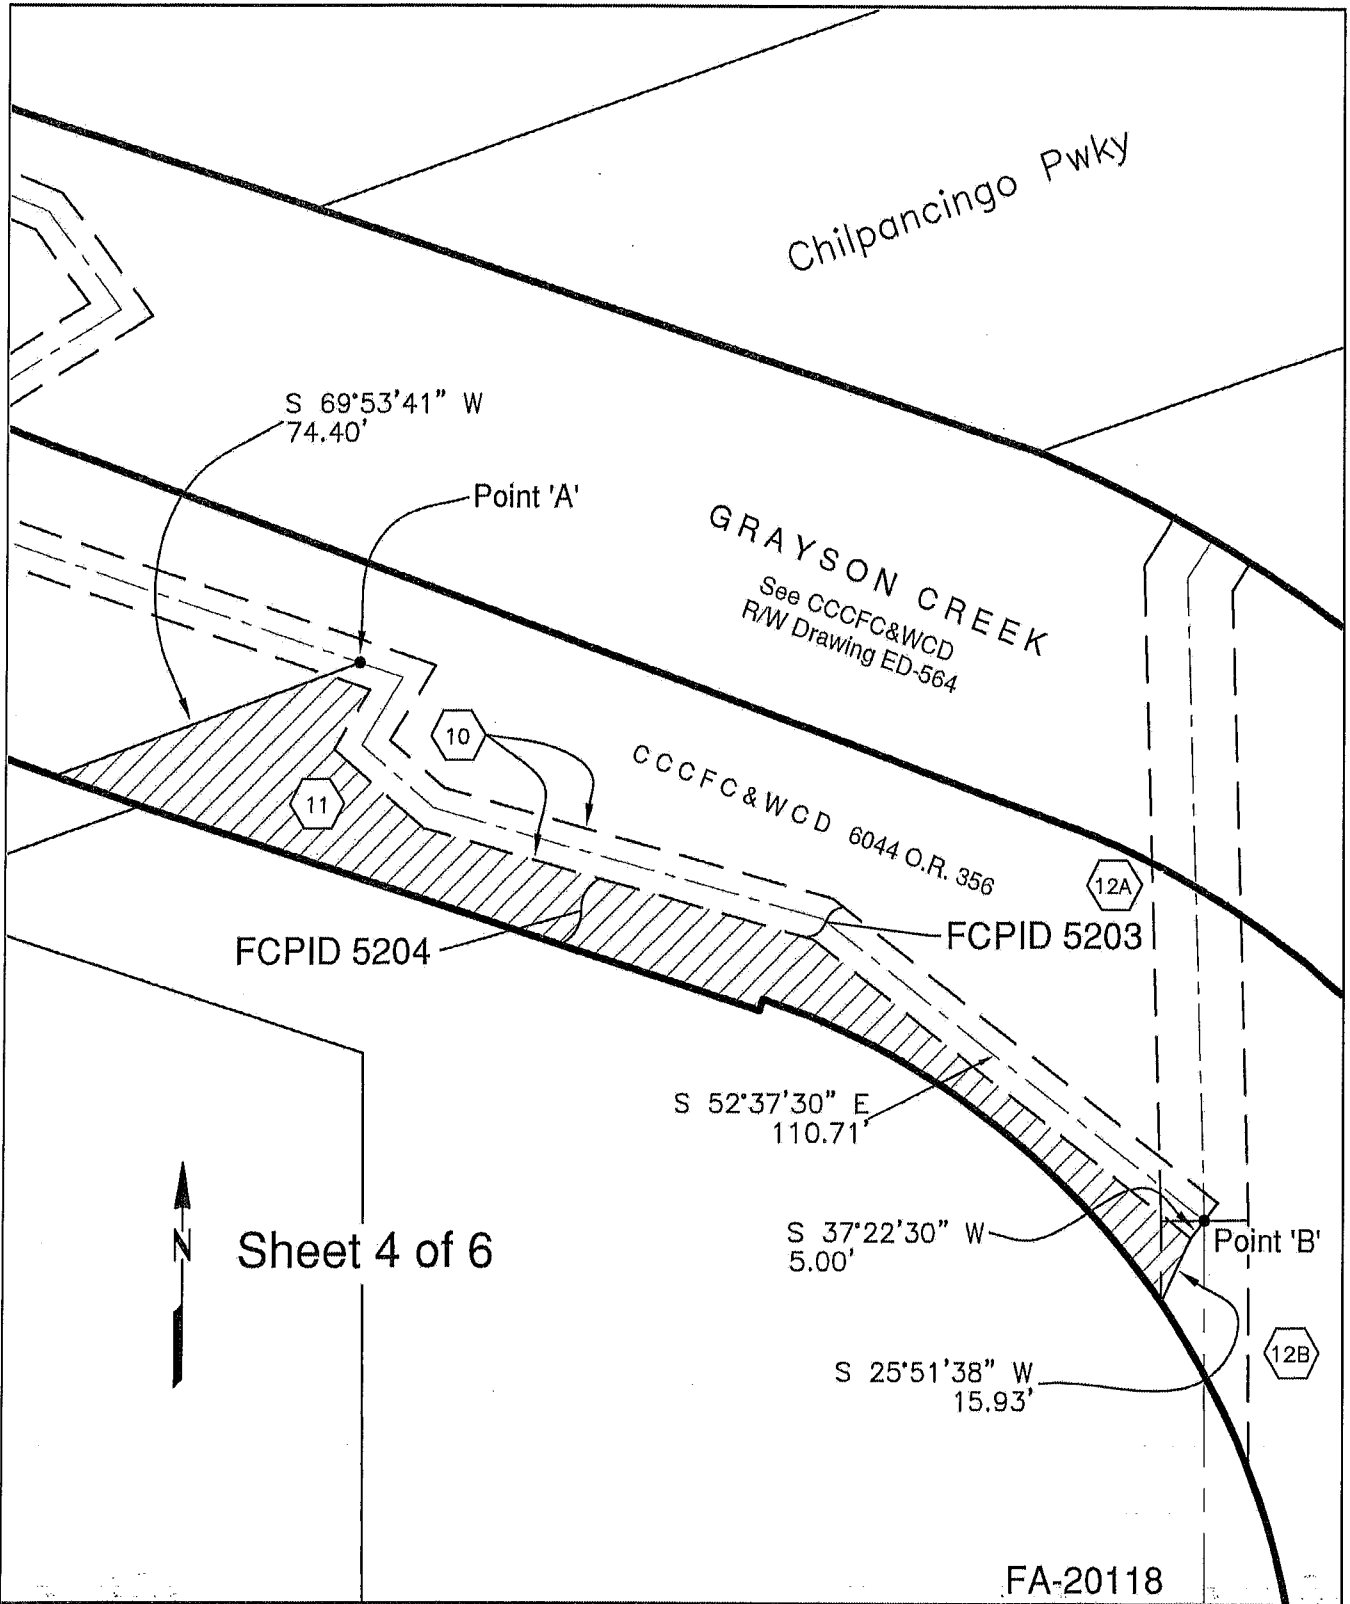 Chilpancingo Pwky
S 69°53'41" W
74.40'
Point 'A'
GRAYSON CREEK
See CCCFC&WCD
R/W Drawing ED-564
10
CCCFC&WCD 6044 O.R. 356
11
12A
FCPID 5204
FCPID 5203
S 52°37'30" E
110.71'
S 37°22'30" W
5.00'
Point 'B'
N
Sheet 4 of 6
12B
S 25°51'38" W
15.93'
FA-20118